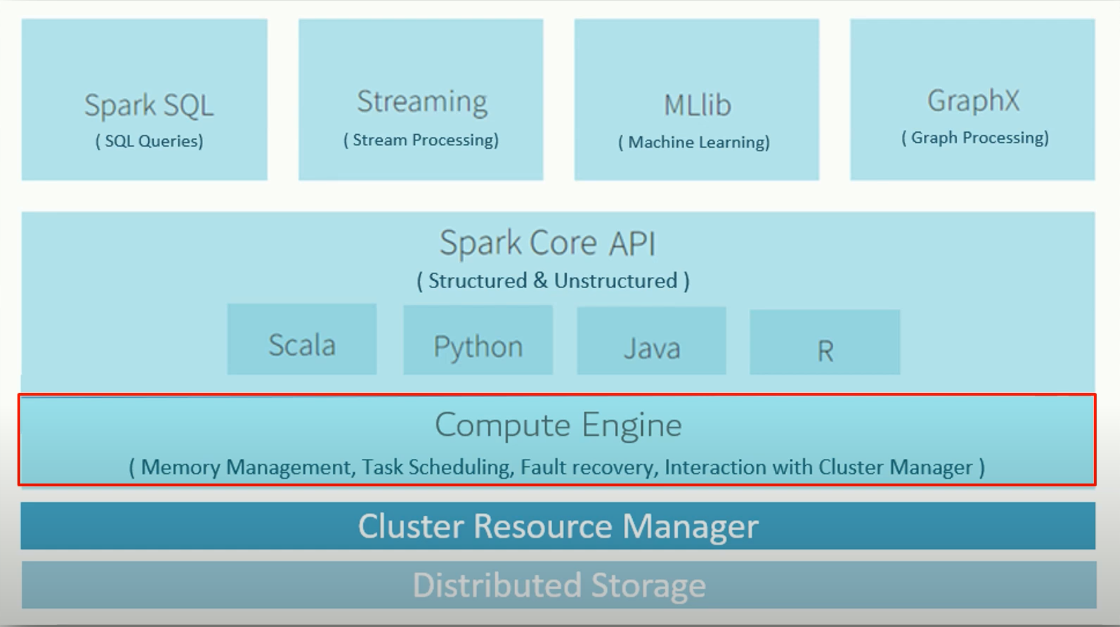 Spark SQL
( SQL Queries)
Streaming
( Stream Processing)
MLlib
( Machine Learning)
GraphX
( Graph Processing)
Spark Core API
( Structured & Unstructured )
Scala
Python
Java
R
Compute Engine
( Memory Management, Task Scheduling, Fault recovery, Interaction with Cluster Manager )
Cluster Resource Manager
Distributed Storage